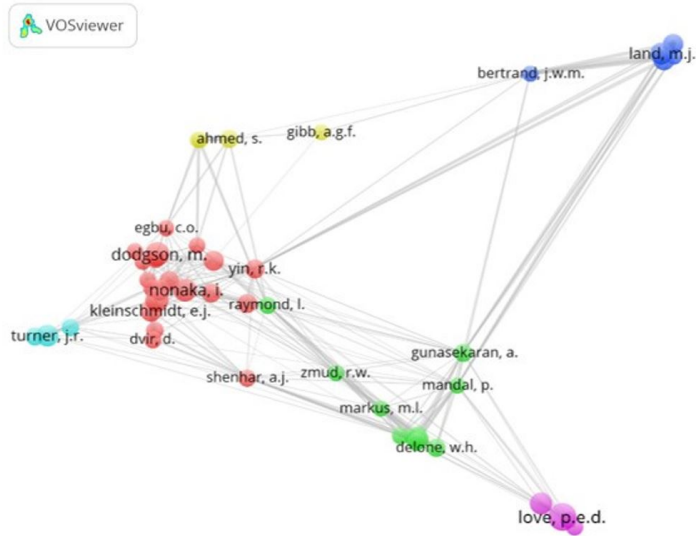 VOSviewer
land, m.j.
bertrand, j.w.m.
gibb, a.g.f.
ahmed, s.
egbu, c.o.
dodgson, m.
yin, r.k.
nonaka, i.
raymond, l.
kleinschmidt, e.j.
turner, j.r.
dvir, d.
gunasekaran, a.
shenhar, a.j.
zmud, r.w.
mandal, p.
markus, m.l.
delone, w.h.
love, p.e.d.